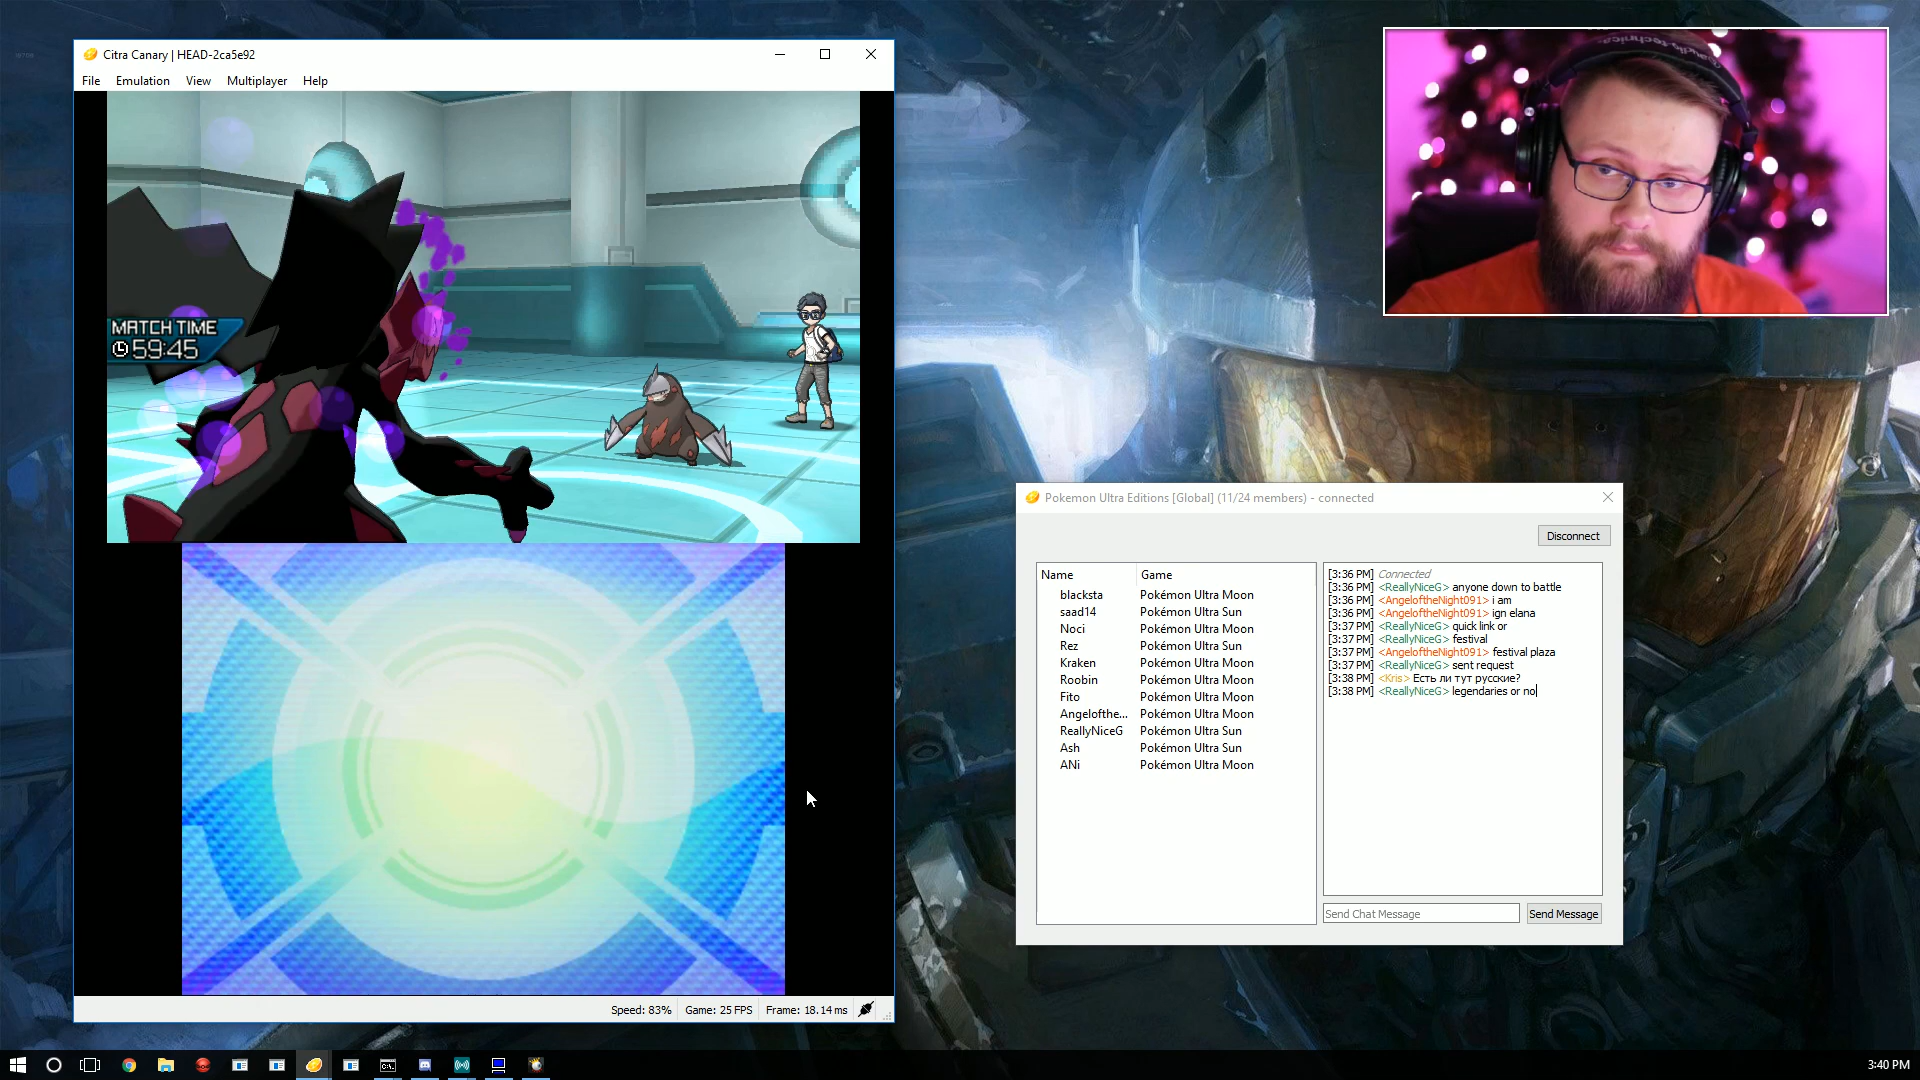 Citra Canary | HEAD-2ca5e92
File Emulation View Multiplayer Help
MATCH TIME
59:45
Speed: 83% Game: 25 FPS Frame: 18.14 ms
audio-technica
Pokemon Ultra Editions [Global] (11/24 members) - connected
Disconnect
Name Game
blacksta Pokémon Ultra Moon
saad14 Pokémon Ultra Sun
Noci Pokémon Ultra Moon
Rez Pokémon Ultra Sun
Kraken Pokémon Ultra Moon
Roobin Pokémon Ultra Moon
Fito Pokémon Ultra Moon
Angelofthe... Pokémon Ultra Moon
ReallyNiceG Pokémon Ultra Sun
Ash Pokémon Ultra Sun
ANi Pokémon Ultra Moon
[3:36 PM] Connected
[3:36 PM] <ReallyNiceG> anyone down to battle
[3:36 PM] <AngeloftheNight091> i am
[3:36 PM] <AngeloftheNight091> ign elana
[3:37 PM] <ReallyNiceG> quick link or
[3:37 PM] <ReallyNiceG> festival
[3:37 PM] <AngeloftheNight091> festival plaza
[3:37 PM] <ReallyNiceG> sent request
[3:38 PM] <Kris> Есть ли тут русские?
[3:38 PM] <ReallyNiceG> legendaries or no
Send Chat Message Send Message
3:40 PM